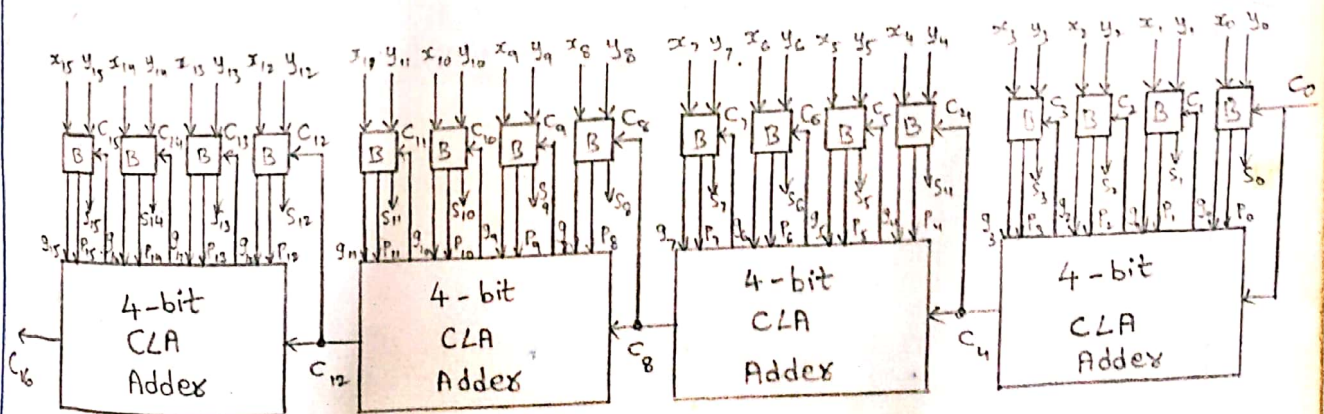 x15 y15 x14 y14 x13 y13 x12 y12 x11 y11 x10 y10 x9 y9 x8 y8 x7 y7 x6 y6 x5 y5 x4 y4 x3 y3 x2 y2 x1 y1 x0 y0
B C15 B C14 B C13 B C12 B C11 B C10 B C9 B C8 B C7 B C6 B C5 B C4 B C3 B C2 B C1 B C0
S15 S14 S13 S12 S11 S10 S9 S8 S7 S6 S5 S4 S3 S2 S1 S0
g15 P15 P14 P13 P12 g11 P11 g10 P10 g9 P9 P8 g7 P7 g6 P6 g5 P5 g4 P4 g3 P3 g2 P2 g1 P1 g0 P0
4-bit 4-bit 4-bit 4-bit
CLA CLA CLA CLA
Adder Adder Adder Adder
C16 C12 C8 C4